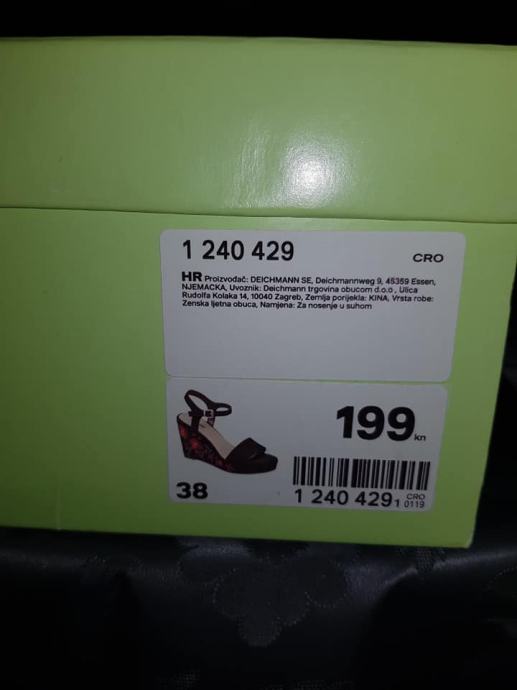 1 240 429
CRO
HR Proizvođač: DEICHMANN SE, Deichmannweg 9, 45359 Essen,
NJEMACKA, Uvoznik: Deichmann trgovina obucom d.o.o , Ulica
Rudolfa Kolaka 14, 10040 Zagreb, Zemlja porijekla: KINA, Vrsta robe:
Zenska ljetna obuca, Namjena: Za nosenje u suhom
199 kn
38
1 240 429 1
CRO
0119